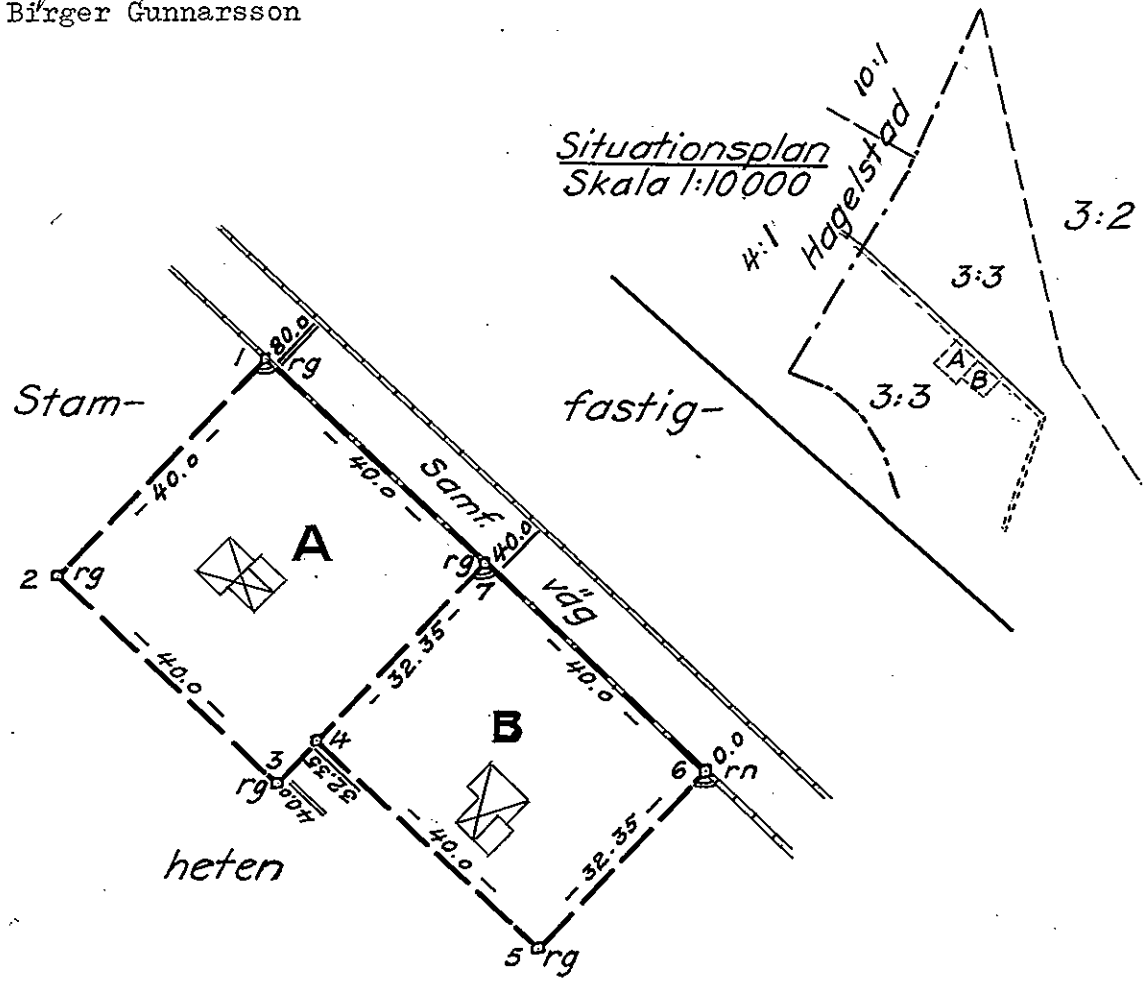 Birger Gunnarsson
Situationsplan
Skala 1:10000
10:1
4:1
Hagelstad
3:2
3:3
3:3
A
B
Stam-
fastig-
heten
1
80.0
rg
40.0
40.0
Samf.
väg
A
2
rg
rg
40.0
7
32.35
40.0
40.0
B
3
rg
4
32.35
40.0
40.0
6
0.0
rn
32.35
5
rg